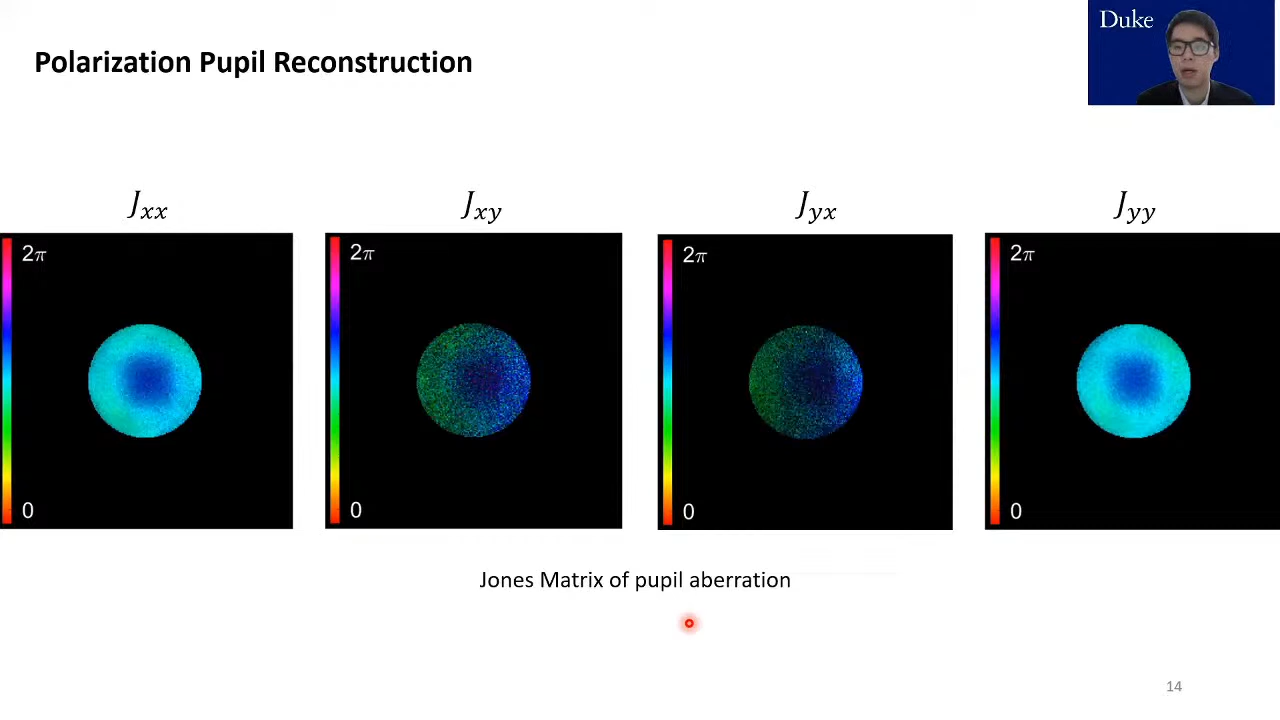 Duke
Polarization Pupil Reconstruction
J_xx J_xy J_yx J_yy
2π 2π 2π 2π
0 0 0 0
Jones Matrix of pupil aberration
14